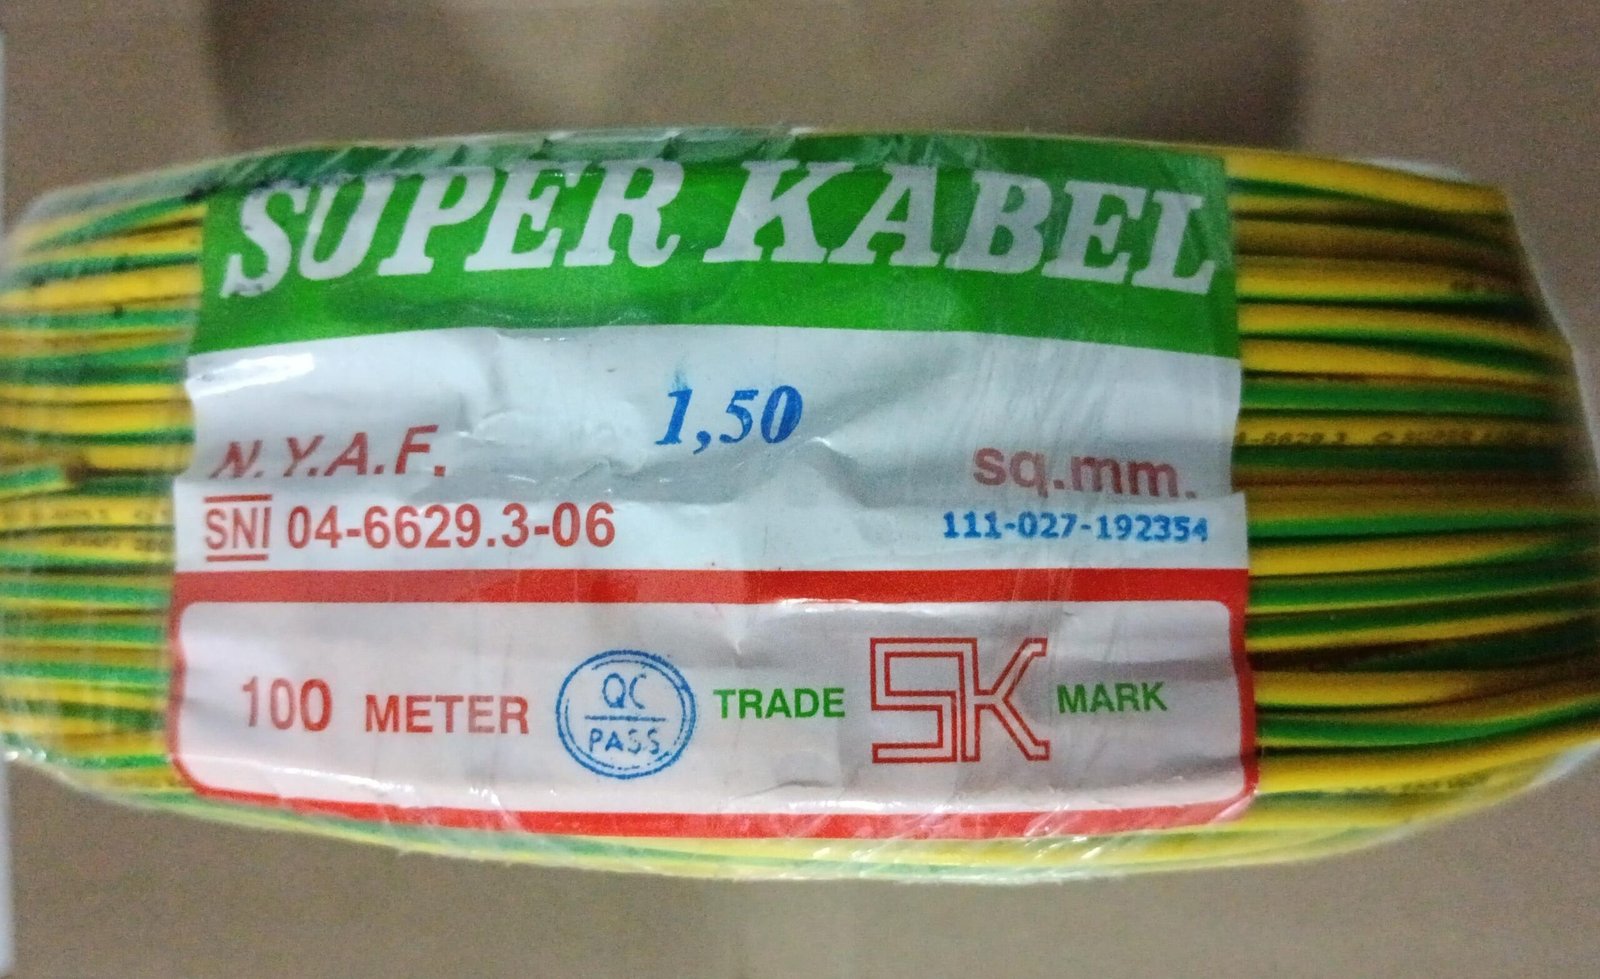 SUPER KABEL
1,50
N.Y.A.F.
sq.mm.
SNI 04-6629.3-06
111-027-192354
100 METER
QC
PASS
TRADE SK MARK